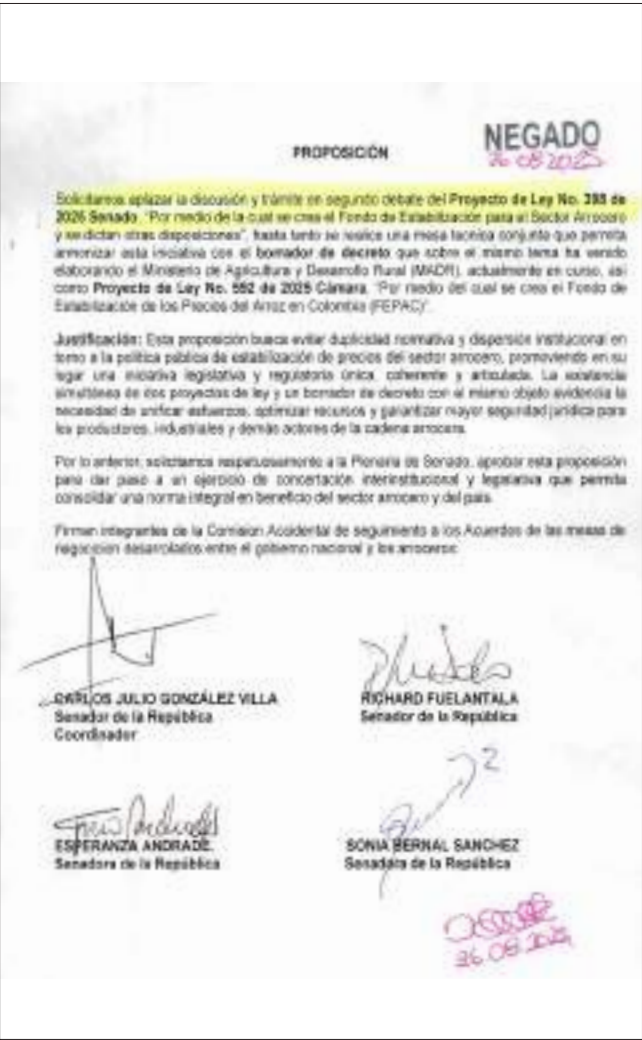 PROPOSICIÓN
NEGADO
26 08 2025
Solicitamos aplazar la discusión y trámite en segundo debate del Proyecto de Ley No. 398 de
2025 Senado, "Por medio de la cual se crea el Fondo de Estabilización para el Sector Arrocero
y se dictan otras disposiciones", hasta tanto se realice una mesa tecnica conjunta que permita
armonizar esta iniciativa con el borrador de decreto que sobre el mismo tema ha venido
elaborando el Ministerio de Agricultura y Desarrollo Rural (MADR), actualmente en curso, así
como Proyecto de Ley No. 592 de 2025 Cámara, "Por medio del cual se crea el Fondo de
Estabilización de los Precios del Arroz en Colombia (FEPAC)".
Justificación: Esta proposición busca evitar duplicidad normativa y dispersión institucional en
torno a la política pública de estabilización de precios del sector arrocero, promoviendo en su
lugar una iniciativa legislativa y regulatoria única, coherente y articulada. La existencia
simultánea de dos proyectos de ley y un borrador de decreto con el mismo objeto evidencia la
necesidad de unificar esfuerzos, optimizar recursos y garantizar mayor seguridad jurídica para
los productores, industriales y demás actores de la cadena arrocera.
Por lo anterior, solicitamos respetuosamente a la Plenaria de Senado, aprobar esta proposición
para dar paso a un ejercicio de concertación interinstitucional y legislativa que permita
consolidar una norma integral en beneficio del sector arrocero y del país.
Firman integrantes de la Comision Accidental de seguimiento a los Acuerdos de las mesas de
desarrollados entre el gobierno nacional y los arroceros:
CARLOS JULIO GONZÁLEZ VILLA
Senador de la República
Coordinador
RICHARD FUELANTALA
Senador de la República
ESPERANZA ANDRADE
Senadora de la República
SONIA BERNAL SANCHEZ
Senadora de la República
26.08.2025